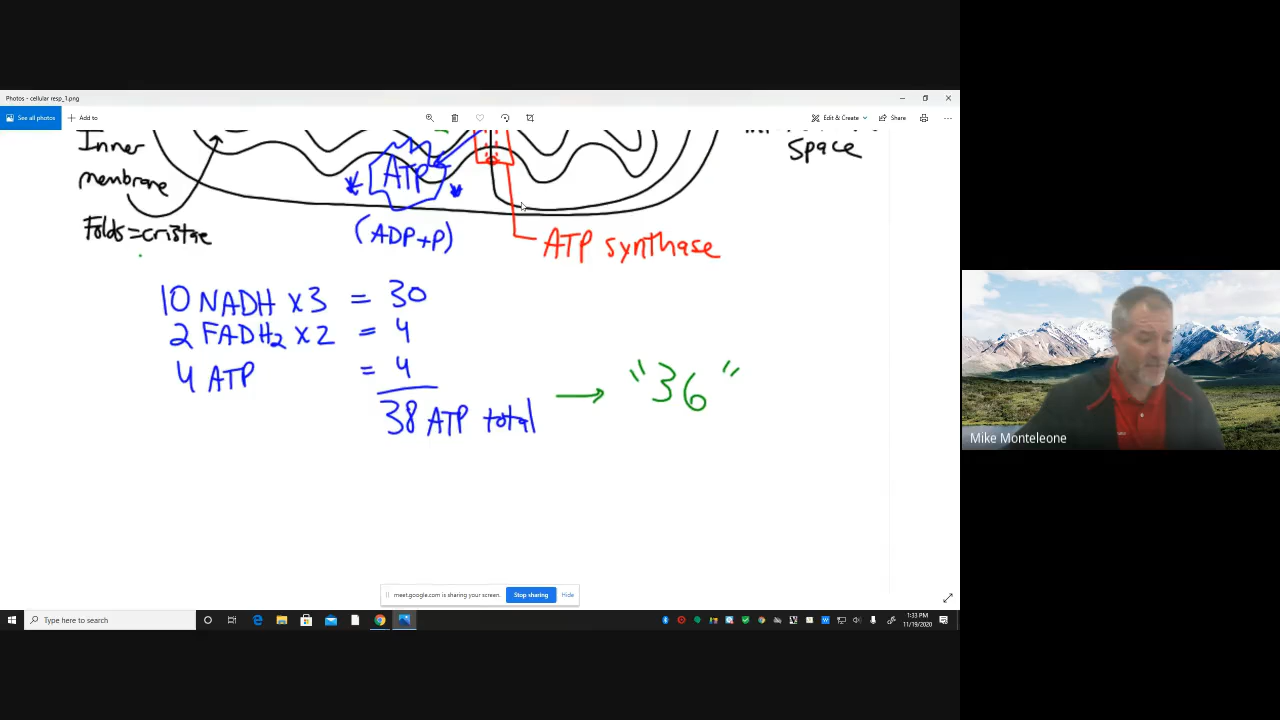 Photos - cellular resp_1.png
See all photos
Add to
Edit & Create
Share
Inner
membrane
Folds=cristae
ATP
(ADP+P)
ATP synthase
Space
10 NADH x3 = 30
2 FADH2 x2 = 4
4 ATP = 4
38 ATP total → "36"
Mike Monteleone
meet.google.com is sharing your screen.
Stop sharing
Hide
Type here to search
1:33 PM
11/19/2020